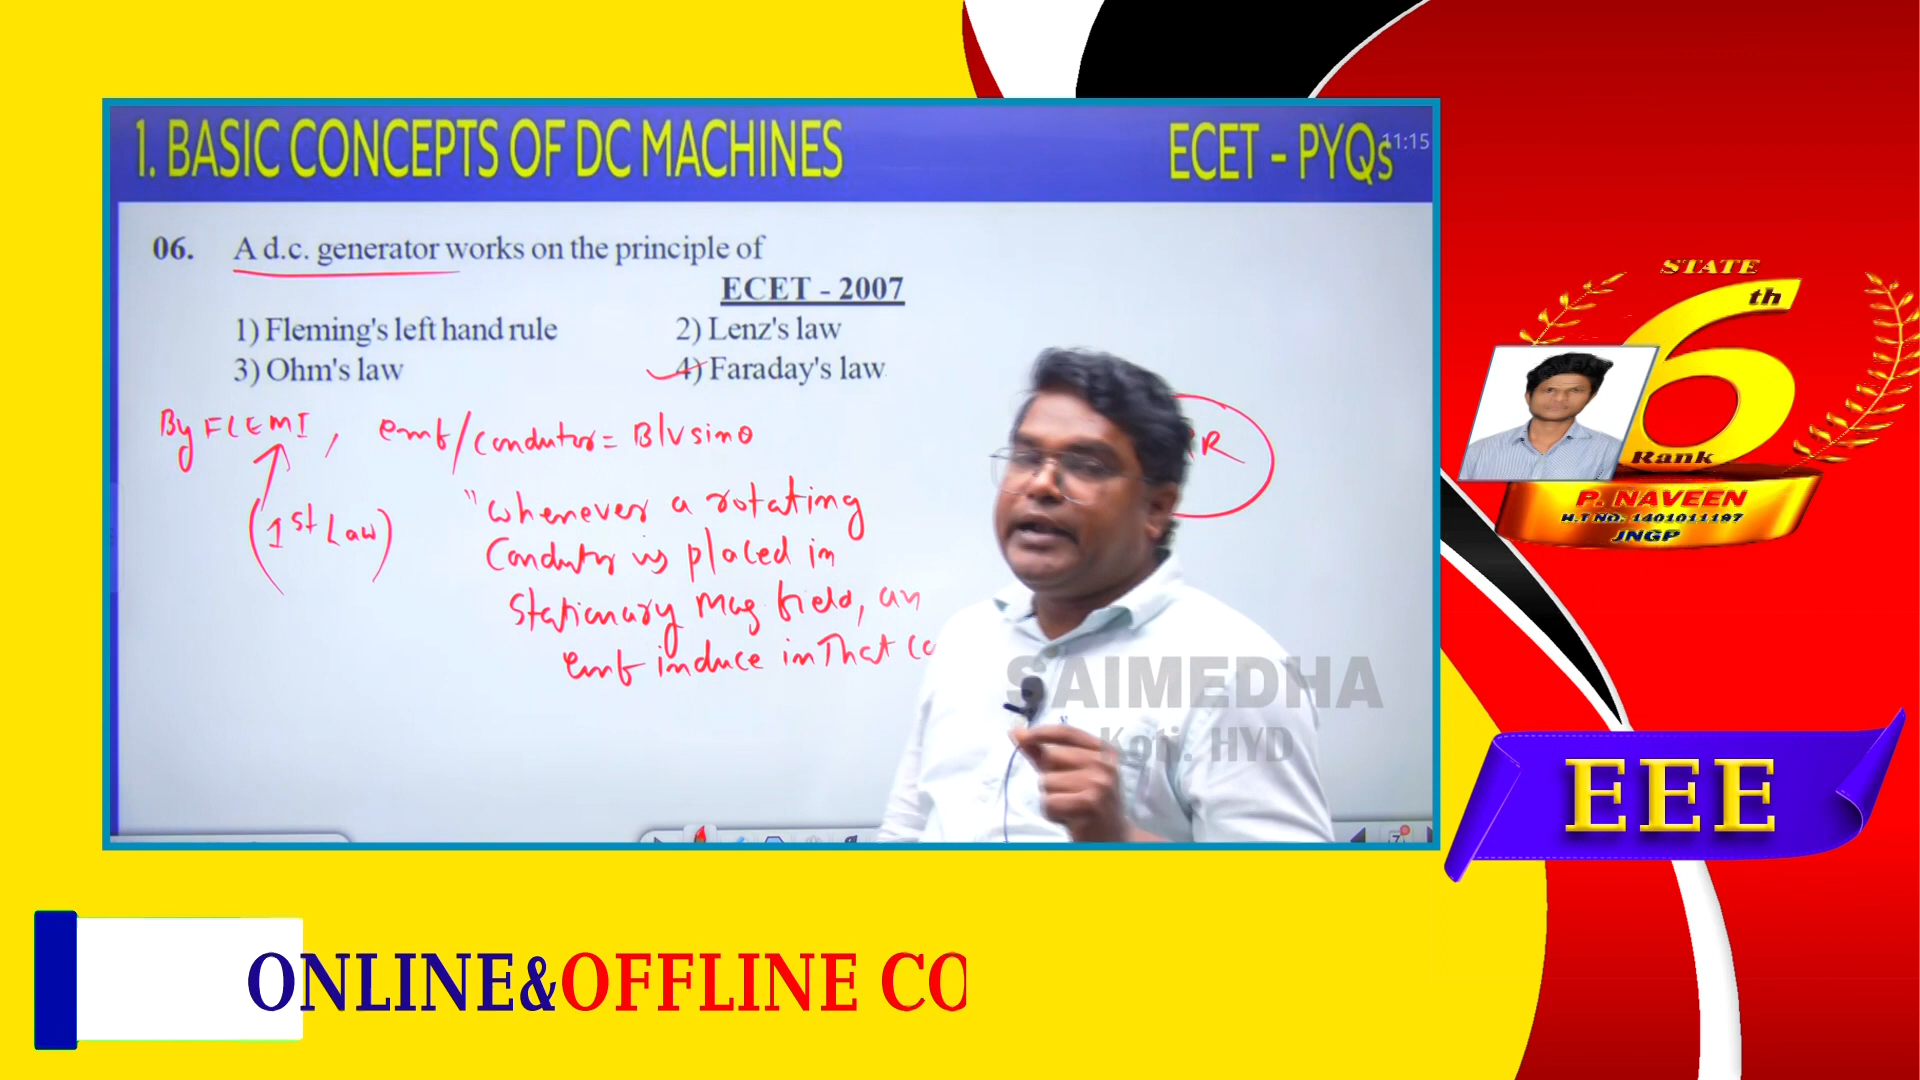 1. BASIC CONCEPTS OF DC MACHINES
ECET – PYQs
11:15
06. A d.c. generator works on the principle of
ECET - 2007
1) Fleming's left hand rule 2) Lenz's law
3) Ohm's law 4) Faraday's law
By FLEMI, emf/conductor = Blv sinθ
(1st Law)
"Whenever a rotating
Conductor is placed in
Stationary Mag. field, an
emf induce in That Co
R
SAIMEDHA
Koti. HYD
STATE
6th
Rank
P. NAVEEN
H.T NO. 1401011197
JNGP
EEE
ONLINE&OFFLINE CO